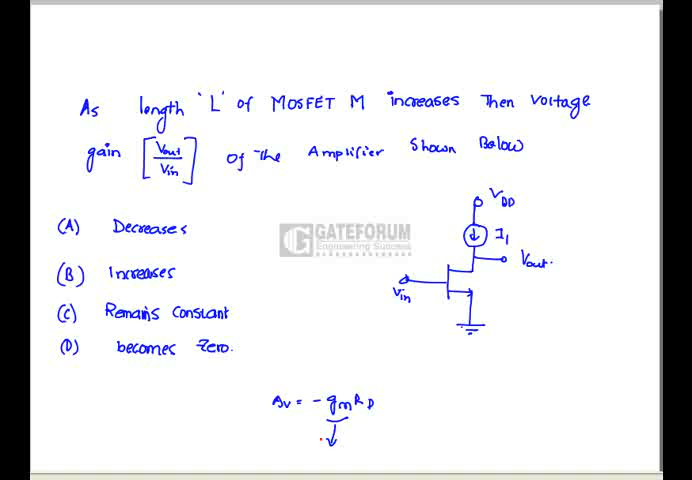 As length 'L' of MOSFET M increases Then Voltage
gain [Vout/Vin] Of The Amplifier Shown Below
(A) Decreases
(B) Increases
(C) Remains Constant
(D) becomes Zero.
VDD
I1
Vout.
Vin
GATEFORUM
Engineering Success
Av = - gm RD